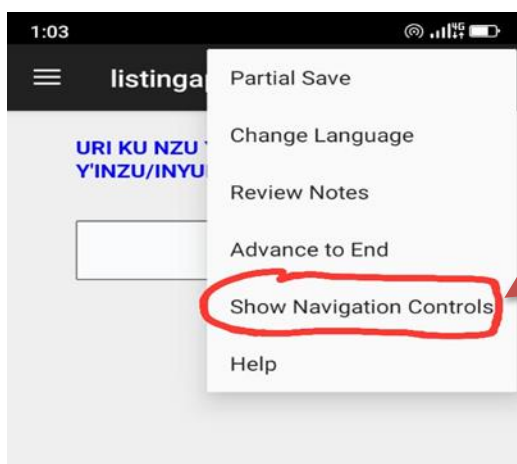 1:03
4G
listinga
Partial Save
Change Language
URI KU NZU
Y'INZU/INYU
Review Notes
Advance to End
Show Navigation Controls
Help